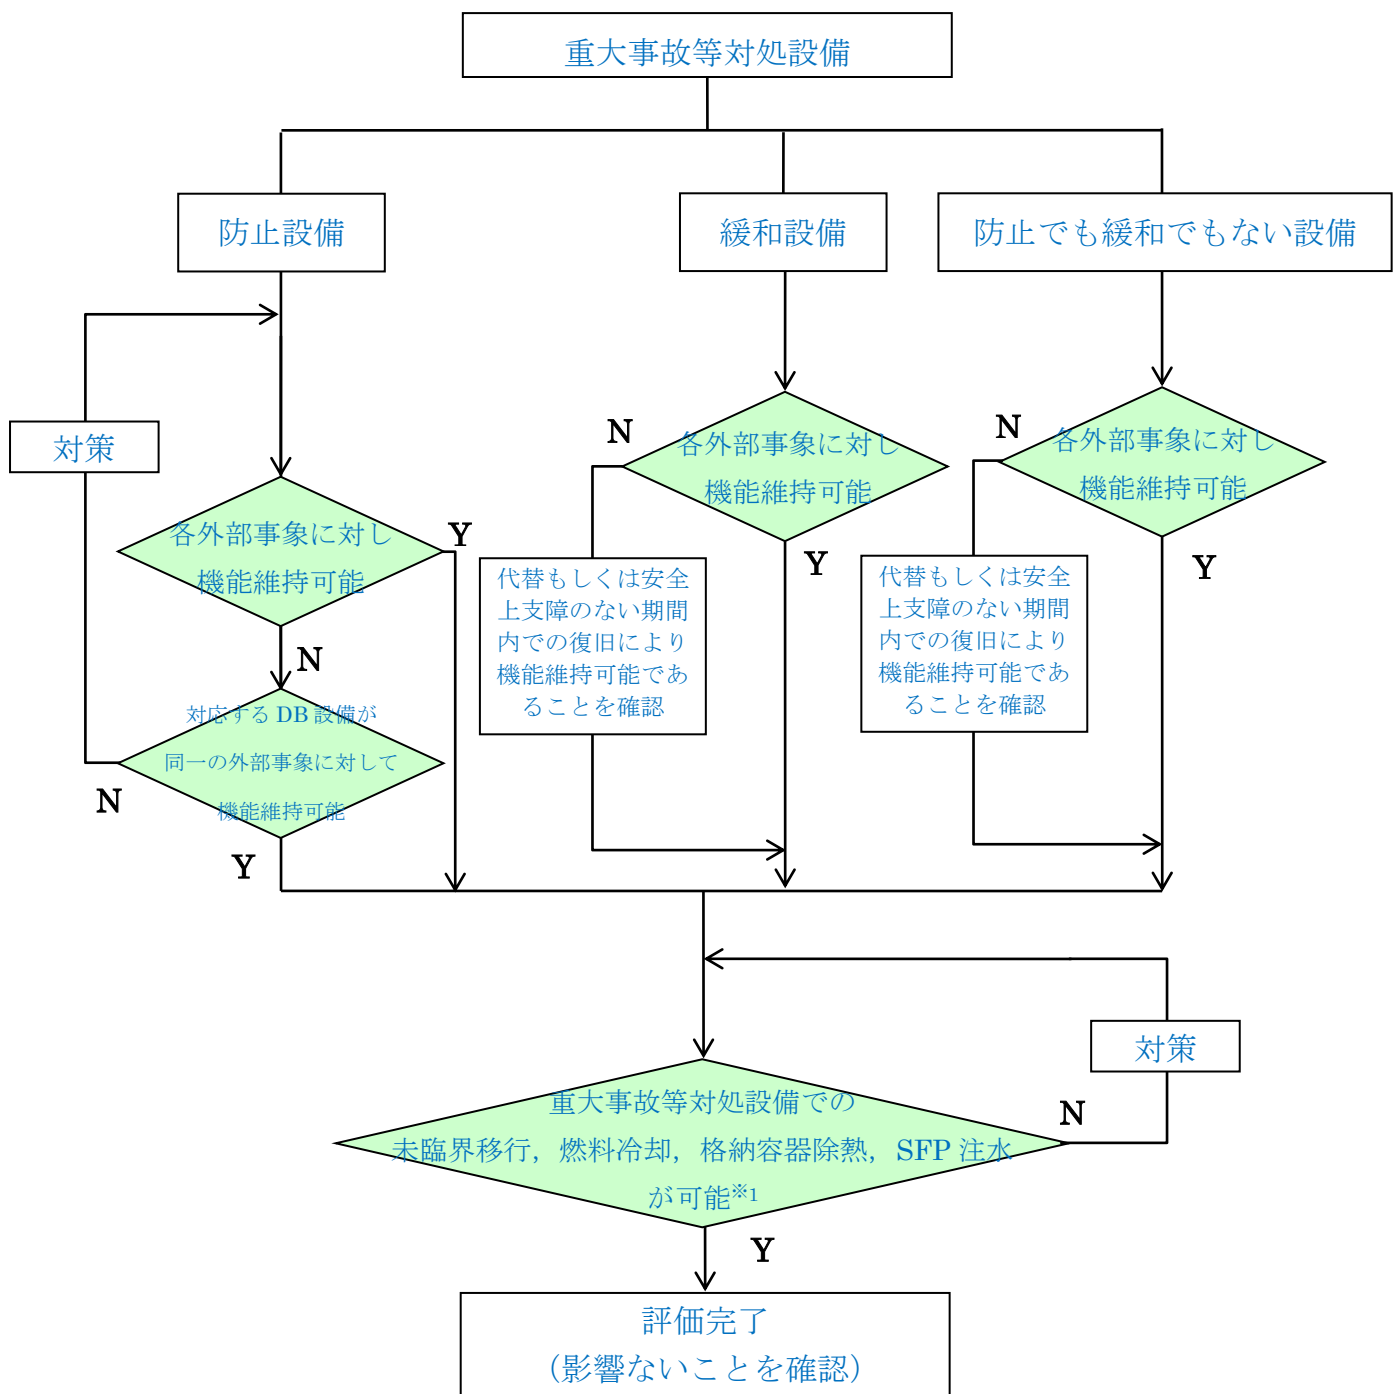 重大事故等対処設備
防止設備
緩和設備
防止でも緩和でもない設備
対策
各外部事象に対し
機能維持可能
Y
N
対応する DB 設備が
同一の外部事象に対して
機能維持可能
N
Y
N
各外部事象に対し
機能維持可能
Y
代替もしくは安全
上支障のない期間
内での復旧により
機能維持可能であ
ることを確認
N
各外部事象に対し
機能維持可能
Y
代替もしくは安全
上支障のない期間
内での復旧により
機能維持可能であ
ることを確認
対策
重大事故等対処設備での
未臨界移行，燃料冷却，格納容器除熱，SFP 注水
が可能※1
N
Y
評価完了
（影響ないことを確認）